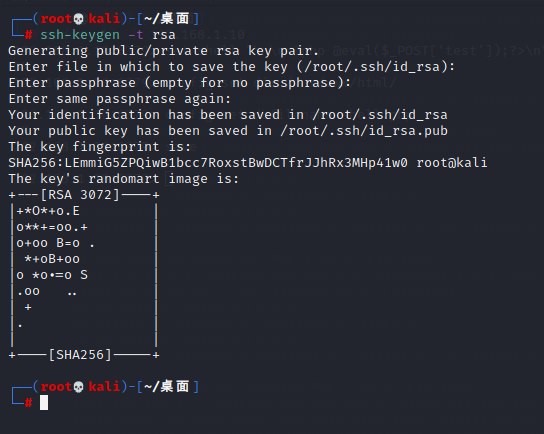 ┌──(root💀kali)-[~/桌面]
└─# ssh-keygen -t rsa
Generating public/private rsa key pair.
Enter file in which to save the key (/root/.ssh/id_rsa):
Enter passphrase (empty for no passphrase):
Enter same passphrase again:
Your identification has been saved in /root/.ssh/id_rsa
Your public key has been saved in /root/.ssh/id_rsa.pub
The key fingerprint is:
SHA256:LEmmiG5ZPQiwB1bcc7RoxstBwDCTfrJJhRx3MHp41w0 root@kali
The key's randomart image is:
+---[RSA 3072]----+
|+*O*+o.E         |
|o**+=oo.+        |
|o+oo B=o .       |
| *+oB+oo         |
|o *o•=o S        |
|.oo   ..         |
| +               |
|.                |
|                 |
+----[SHA256]-----+
┌──(root💀kali)-[~/桌面]
└─#